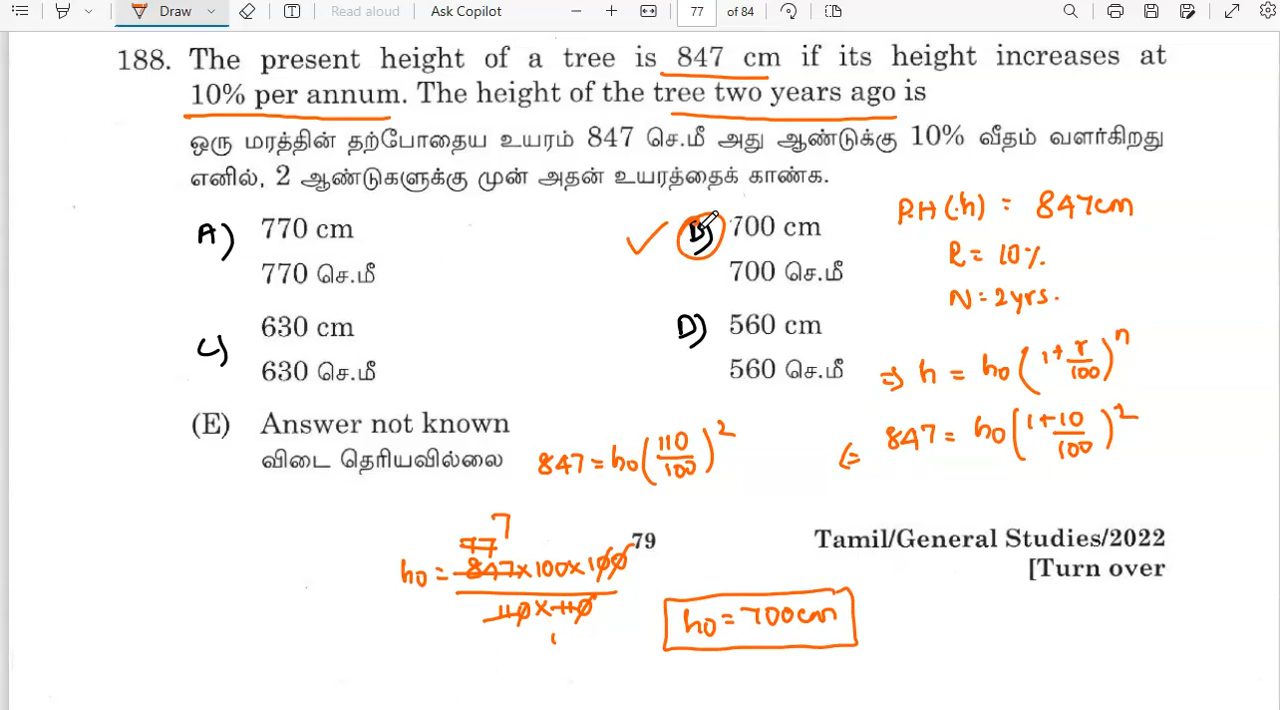 Draw
Read aloud
Ask Copilot
77
of 84
188. The present height of a tree is 847 cm if its height increases at
10% per annum. The height of the tree two years ago is
ஒரு மரத்தின் தற்போதைய உயரம் 847 செ.மீ அது ஆண்டுக்கு 10% வீதம் வளர்கிறது
எனில், 2 ஆண்டுகளுக்கு முன் அதன் உயரத்தைக் காண்க.
A) 770 cm
770 செ.மீ
B) 700 cm
700 செ.மீ
C) 630 cm
630 செ.மீ
D) 560 cm
560 செ.மீ
(E) Answer not known
விடை தெரியவில்லை
P.H (h) = 847cm
R = 10%.
N = 2yrs.
⇒ h = h0 (1+r/100)^n
847 = h0 (1+10/100)^2
847 = h0 (110/100)^2
7
77
h0 = 847×100×100/110×110
1
h0 = 700cm
79
Tamil/General Studies/2022
[Turn over